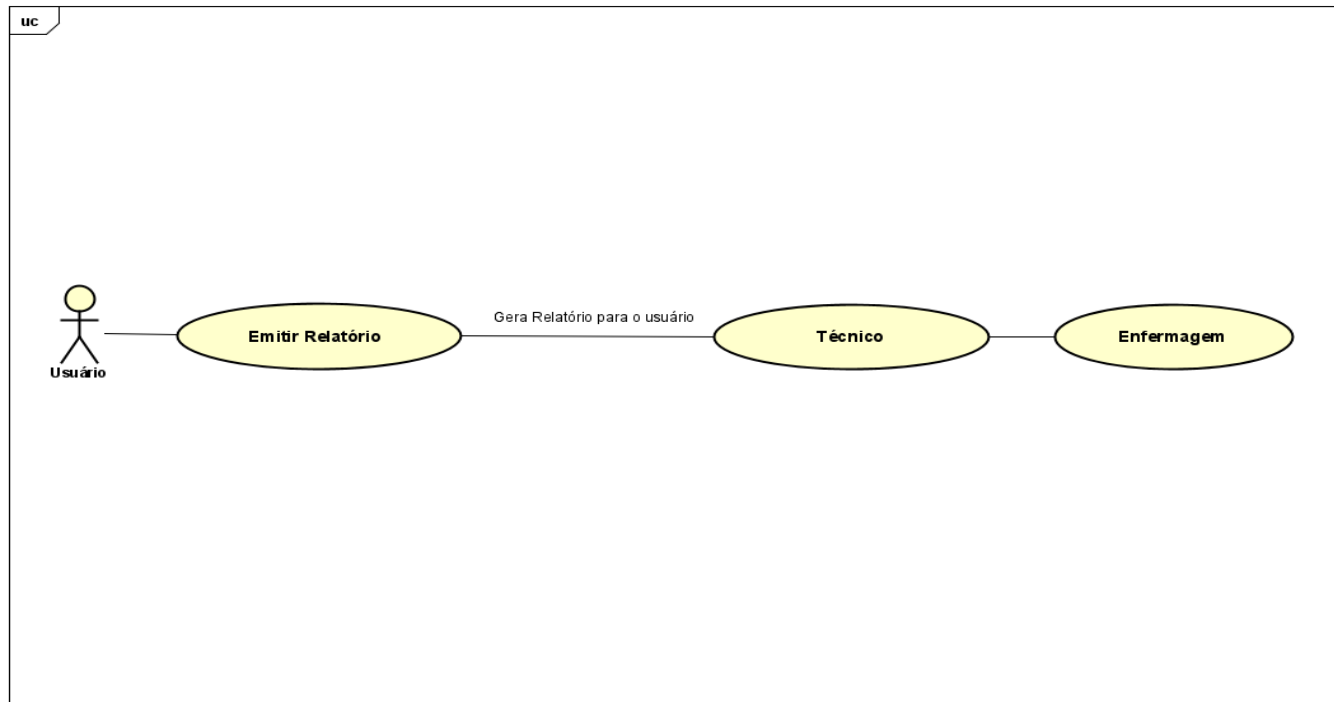 uc
Gera Relatório para o usuário
Emitir Relatório
Técnico
Enfermagem
Usuário